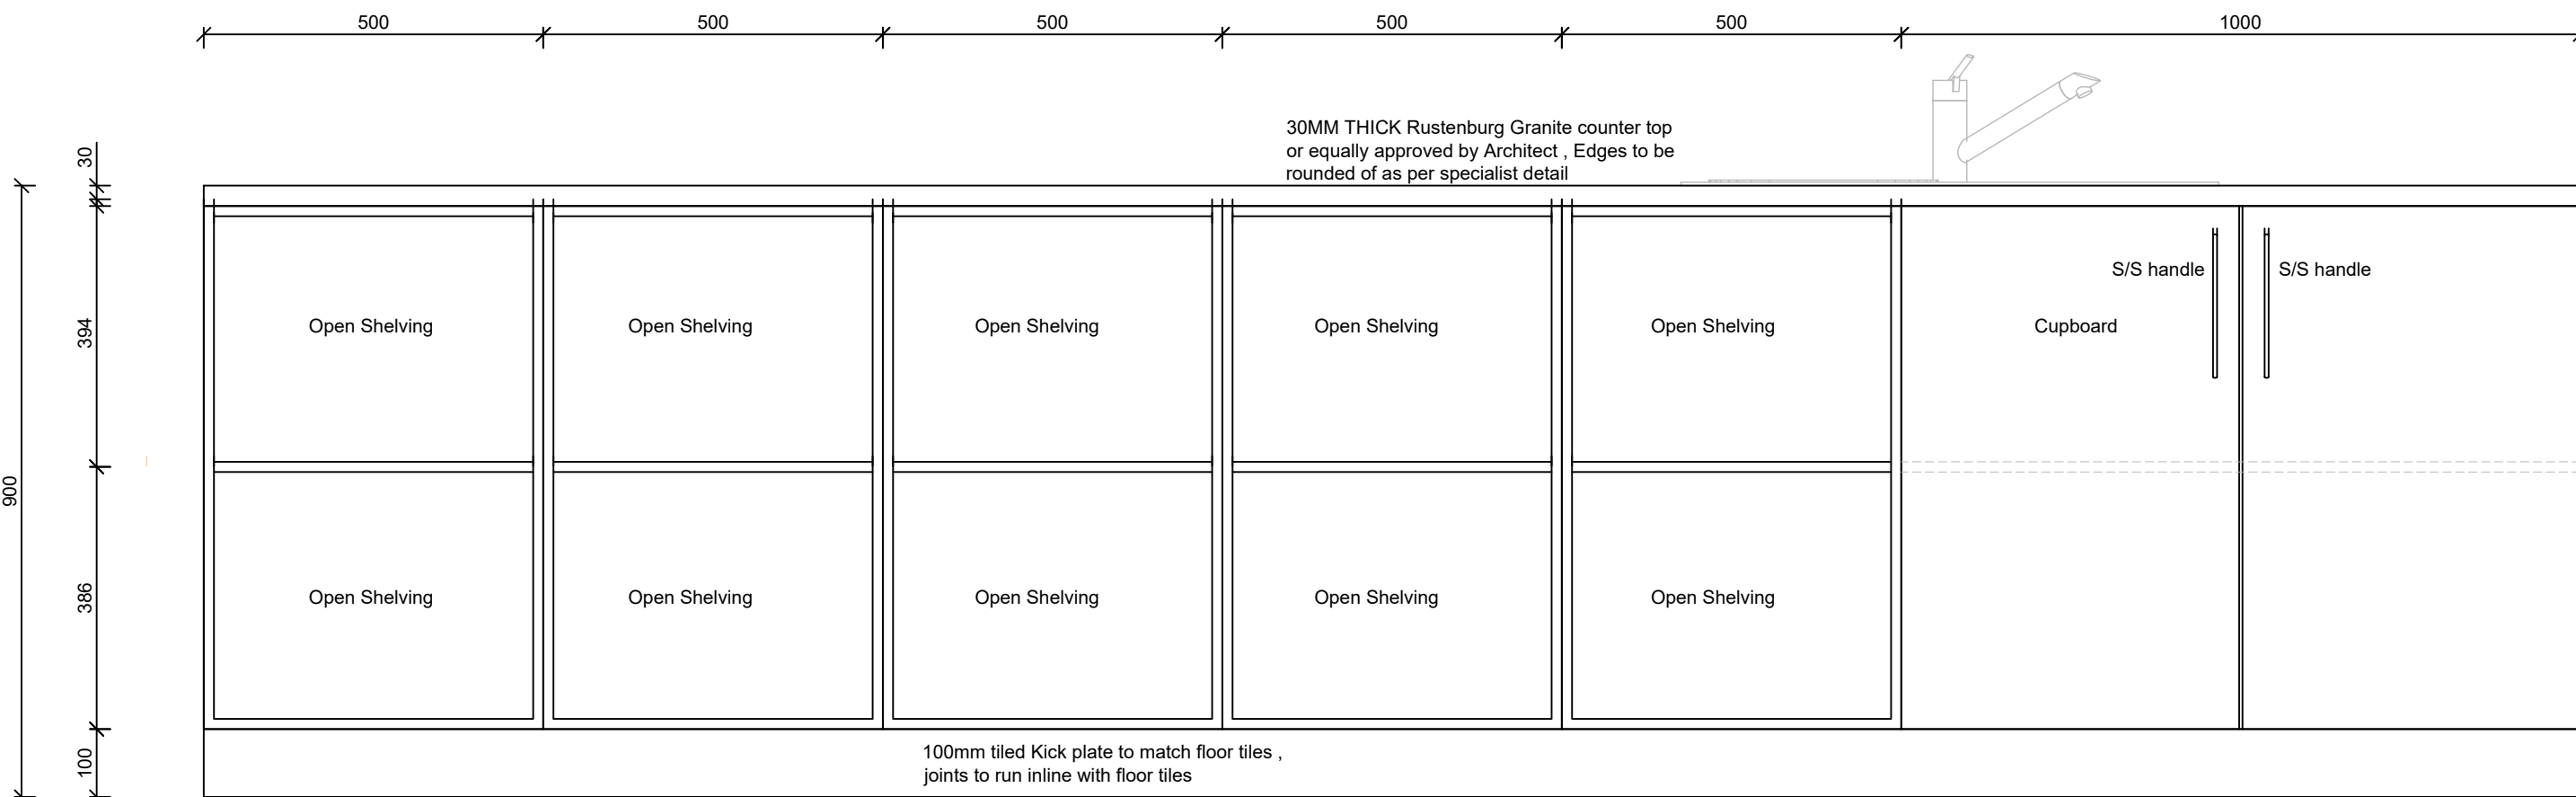 500 500 500 500 500 1000
30MM THICK Rustenburg Granite counter top
or equally approved by Architect , Edges to be
rounded of as per specialist detail
30
S/S handle S/S handle
394
Open Shelving Open Shelving Open Shelving Open Shelving Open Shelving Cupboard
900
386
Open Shelving Open Shelving Open Shelving Open Shelving Open Shelving
100
100mm tiled Kick plate to match floor tiles ,
joints to run inline with floor tiles